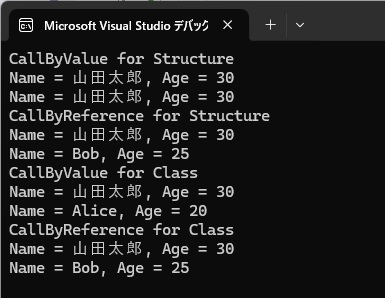 Microsoft Visual Studio デバック
CallByValue for Structure
Name = 山田太郎, Age = 30
Name = 山田太郎, Age = 30
CallByReference for Structure
Name = 山田太郎, Age = 30
Name = Bob, Age = 25
CallByValue for Class
Name = 山田太郎, Age = 30
Name = Alice, Age = 20
CallByReference for Class
Name = 山田太郎, Age = 30
Name = Bob, Age = 25